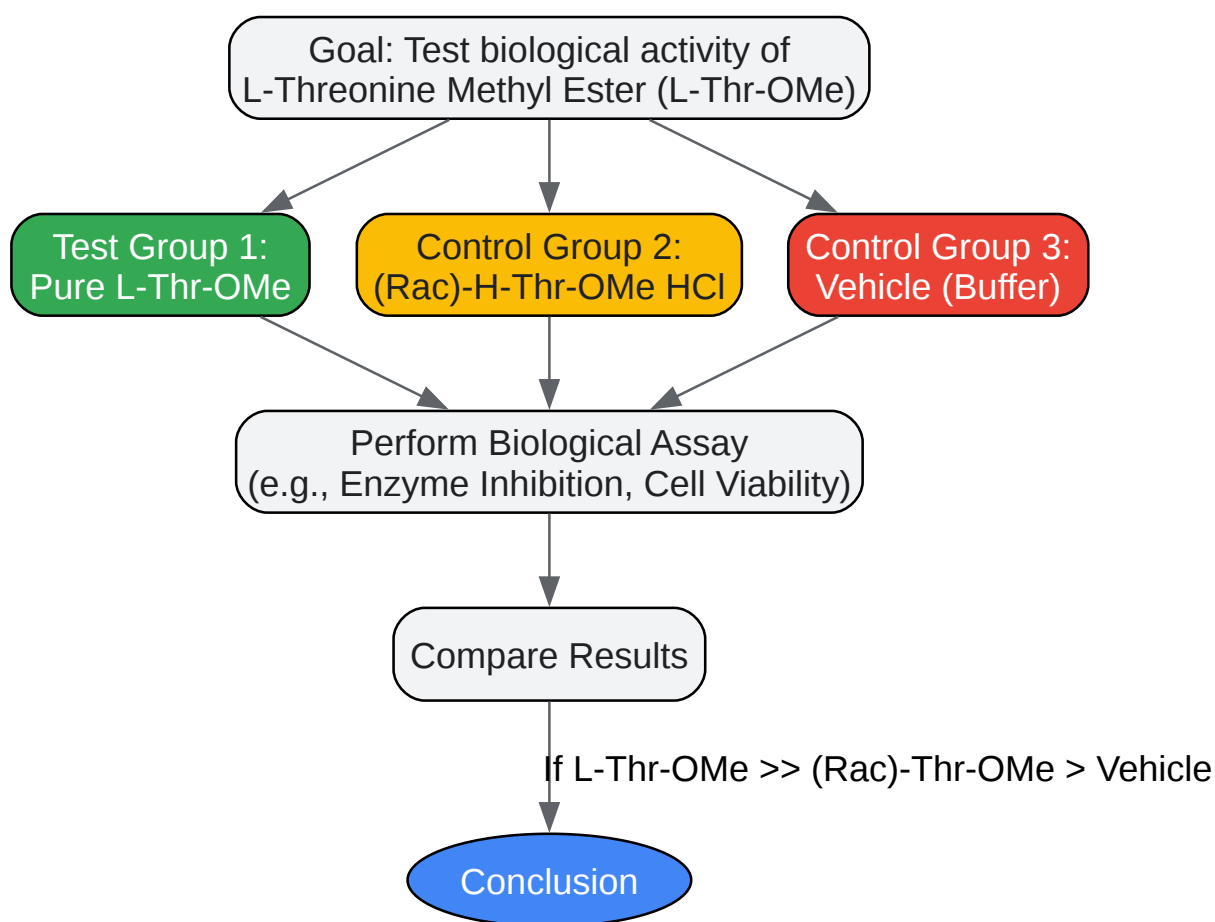 Goal: Test biological activity of
L-Threonine Methyl Ester (L-Thr-OMe)
Test Group 1:
Pure L-Thr-OMe
Control Group 2:
(Rac)-H-Thr-OMe HCl
Control Group 3:
Vehicle (Buffer)
Perform Biological Assay
(e.g., Enzyme Inhibition, Cell Viability)
Compare Results
If L-Thr-OMe >> (Rac)-Thr-OMe > Vehicle
Conclusion